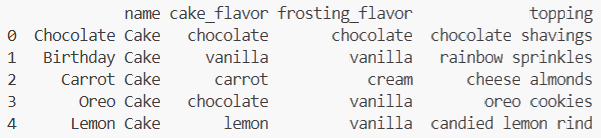 name cake_flavor frosting_flavor topping
0 Chocolate Cake chocolate chocolate chocolate shavings
1 Birthday Cake vanilla vanilla rainbow sprinkles
2 Carrot Cake carrot cream cheese almonds
3 Oreo Cake chocolate vanilla oreo cookies
4 Lemon Cake lemon vanilla candied lemon rind